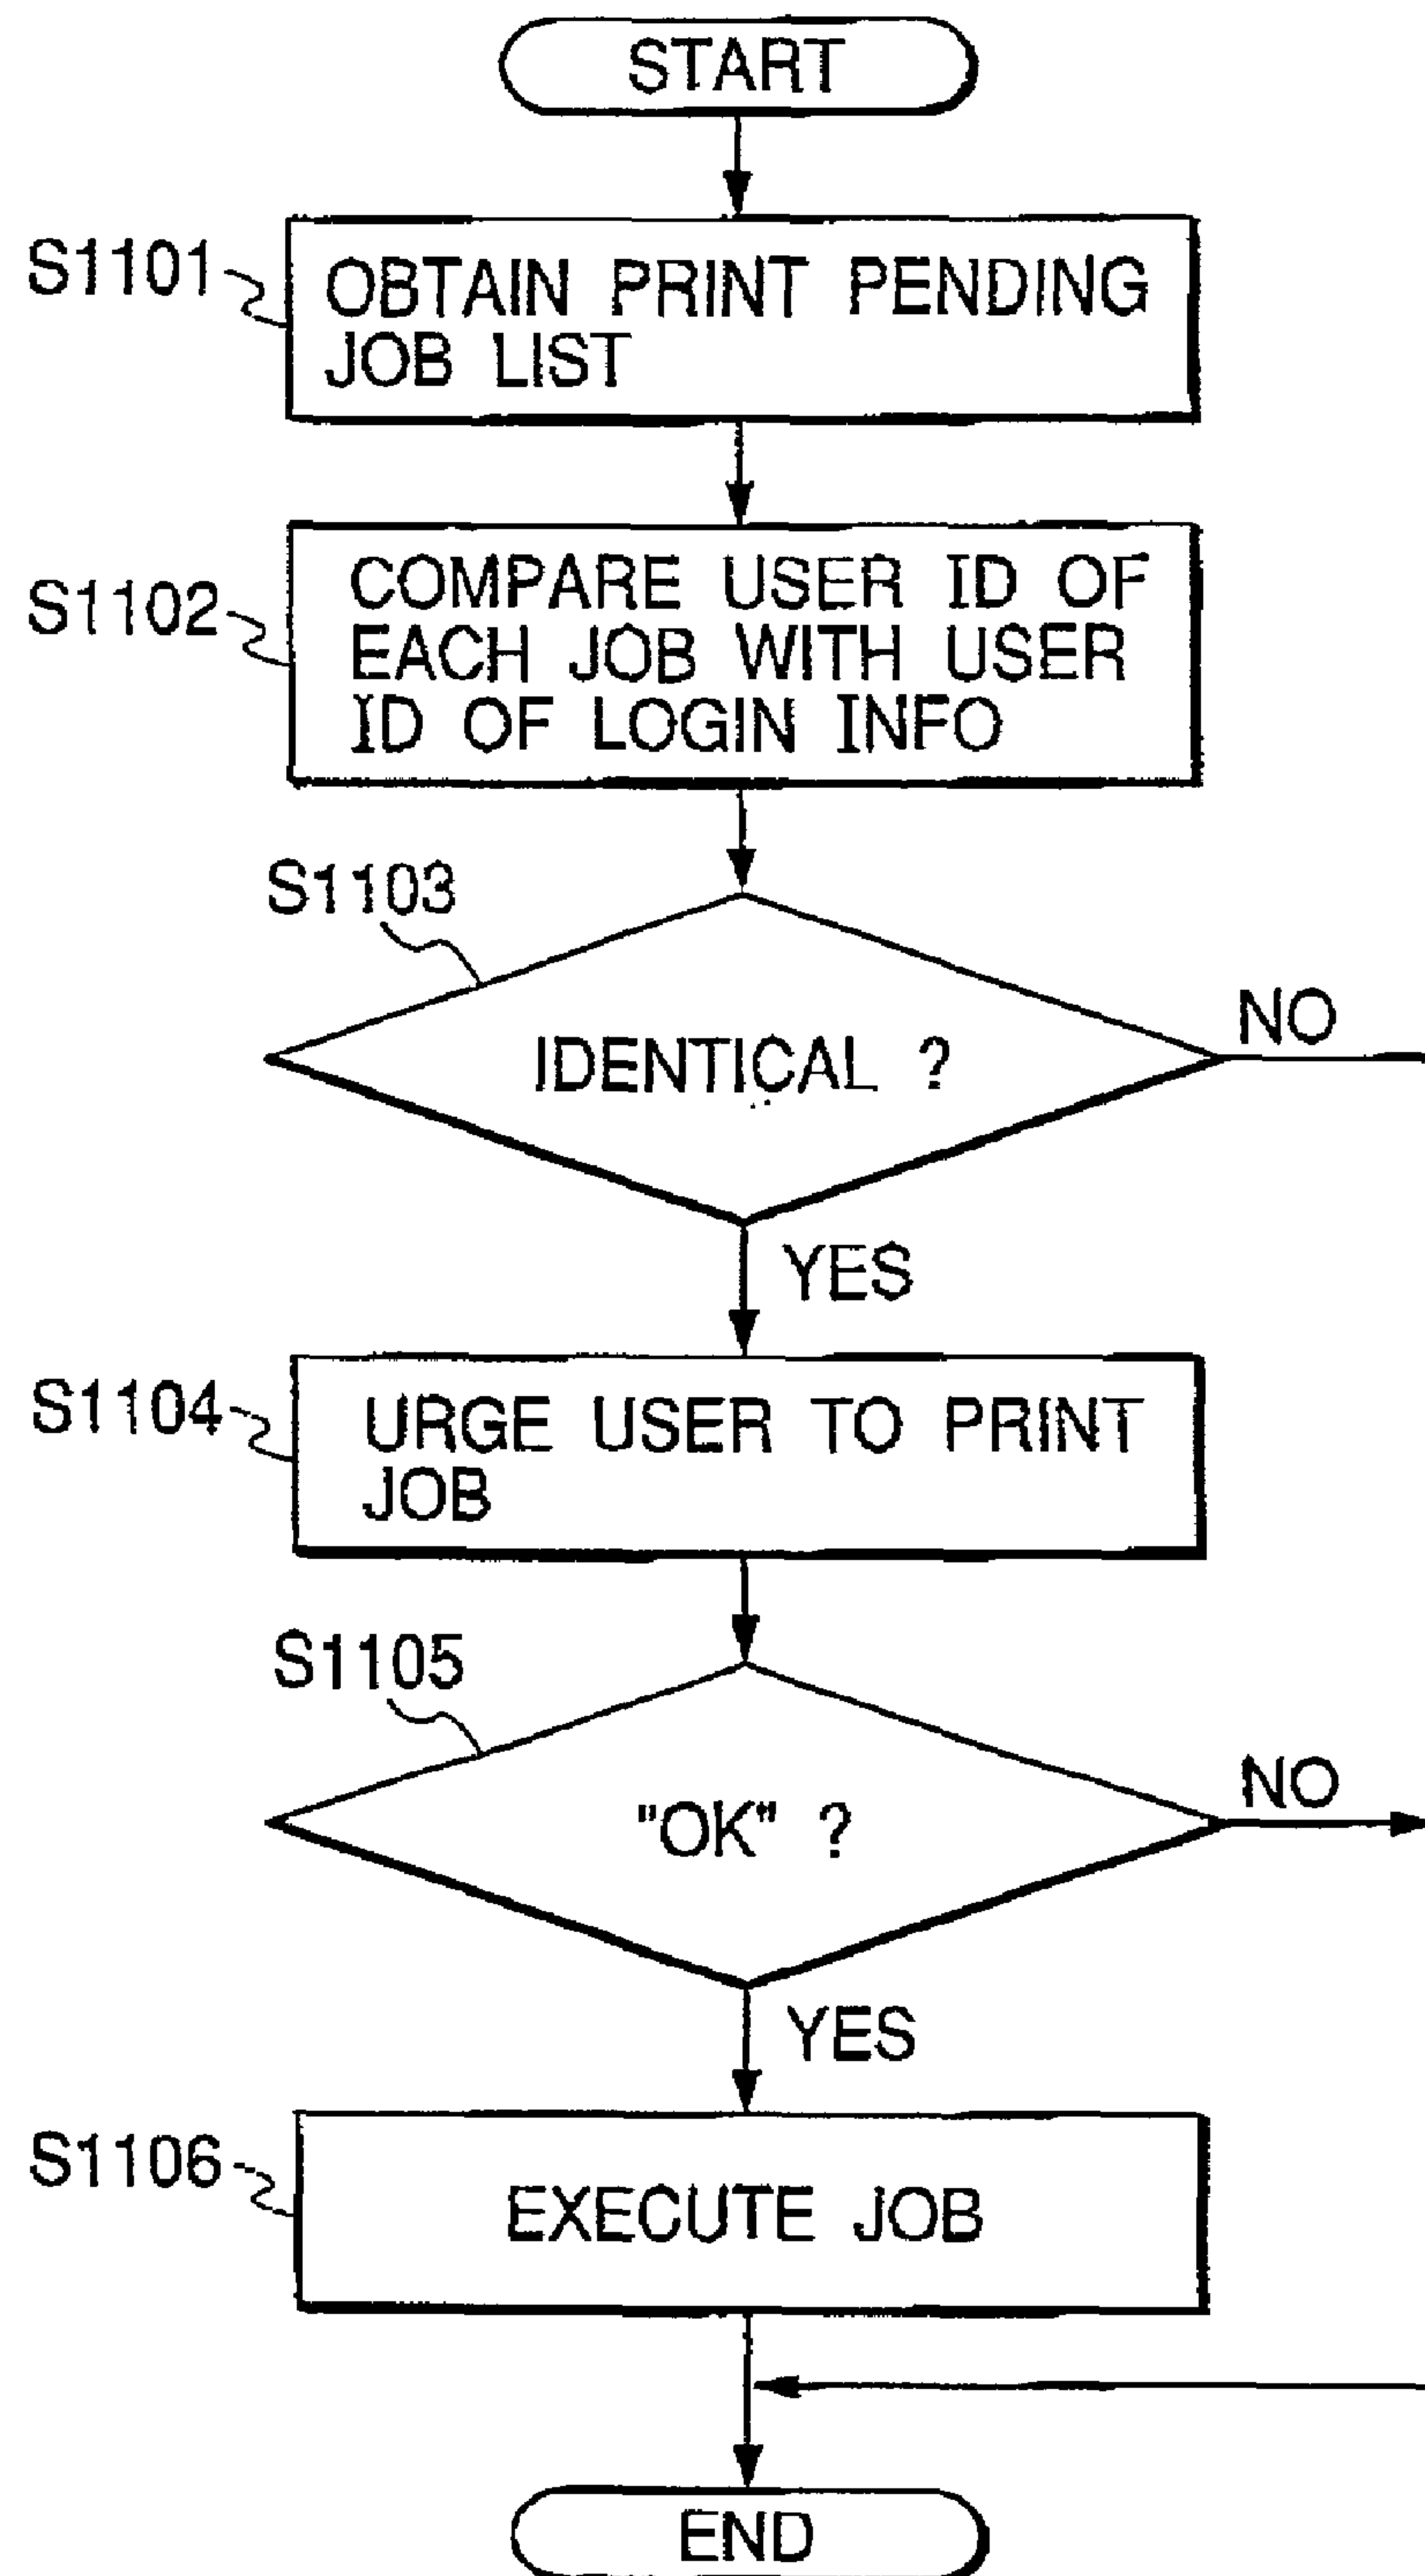 START
S1101
OBTAIN PRINT PENDING
JOB LIST
S1102
COMPARE USER ID OF
EACH JOB WITH USER
ID OF LOGIN INFO
S1103
IDENTICAL ?
NO
YES
S1104
URGE USER TO PRINT
JOB
S1105
"OK" ?
NO
YES
S1106
EXECUTE JOB
END